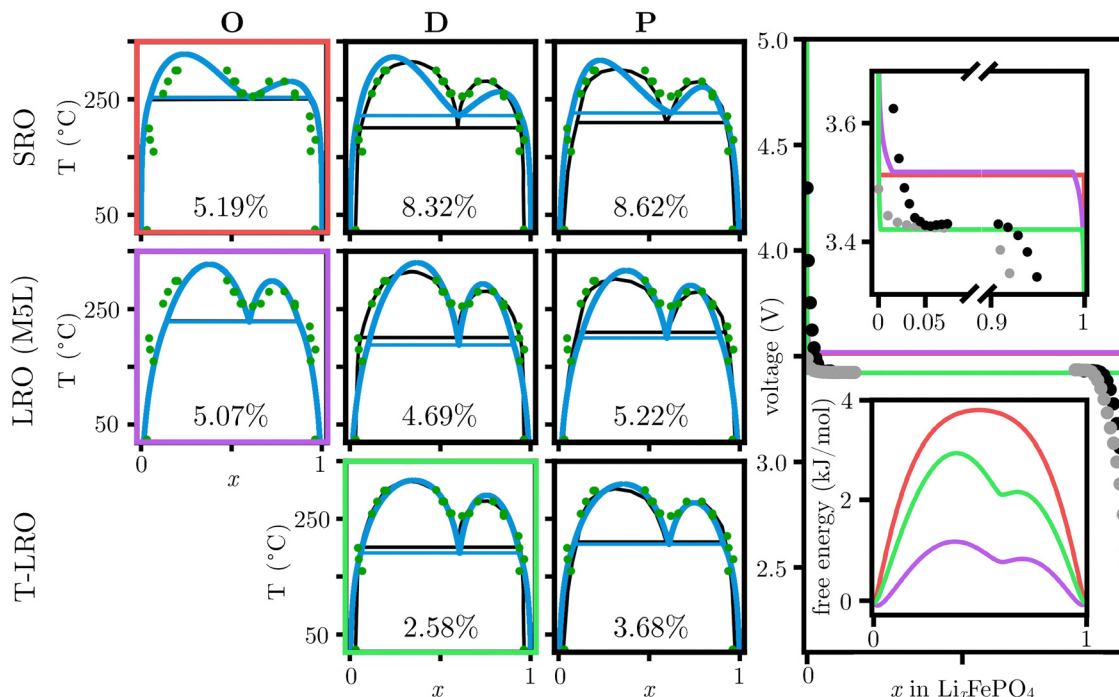 O D P
SRO
T (°C)
250
50
5.19%
8.32%
8.62%
LRO (M5L)
T (°C)
250
50
5.07%
4.69%
5.22%
0 1
x
T-LRO
T (°C)
250
50
2.58%
3.68%
0 1
x
0 1
x
voltage (V)
5.0
4.5
4.0
3.0
2.5
3.6
3.4
0 0.05 0.9 1
free energy (kJ/mol)
4
2
0
0 1
0
x in LixFePO4